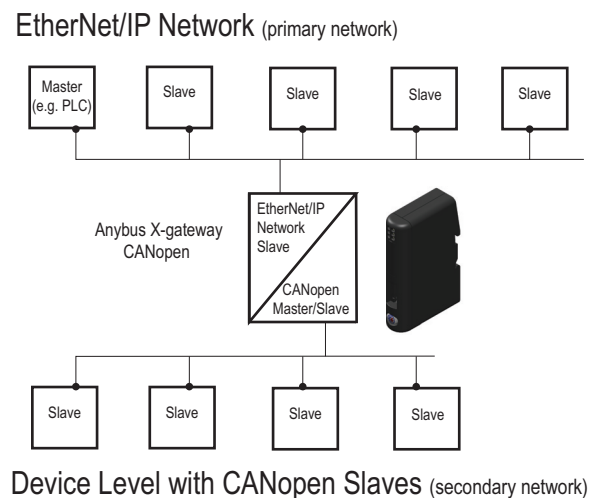 EtherNet/IP Network (primary network)
Master
(e.g. PLC)
Slave
Slave
Slave
Slave
Anybus X-gateway
CANopen
EtherNet/IP
Network
Slave
CANopen
Master/Slave
Slave
Slave
Slave
Slave
Device Level with CANopen Slaves (secondary network)